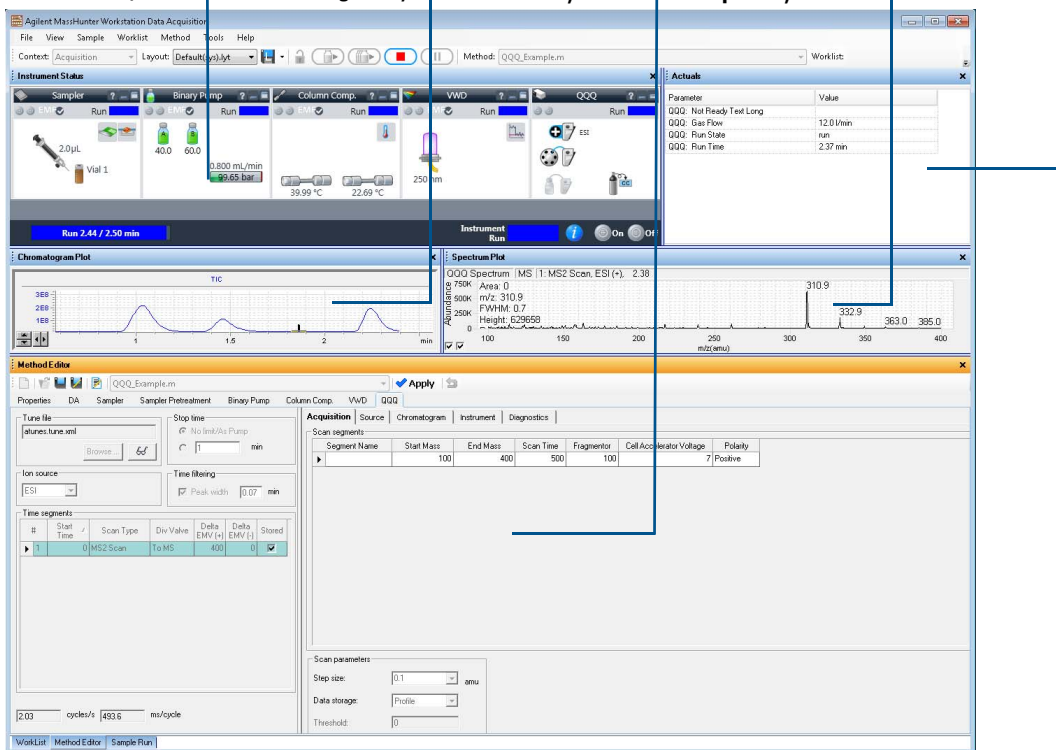 Agilent MassHunter Workstation Data Acquisition
File View Sample Worklist Method Tools Help
Context: Acquisition Layout: Default(sys).lyt Method: QQQ_Example.m Worklist:
Instrument Status
Sampler Binary Pump Column Comp. VWD QQQ
EMF Run EMF Run EMF Run EMF Run Run
2.0µL
Vial 1
A B
40.0 60.0
0.800 mL/min
99.65 bar
39.99 °C 22.69 °C
250 nm
ESI
CC
Run 2.44 / 2.50 min
Instrument Run
On Off
Actuals
Parameter Value
QQQ: Not Ready Text Long
QQQ: Gas Flow 12.0 l/min
QQQ: Run State run
QQQ: Run Time 2.37 min
Chromatogram Plot
TIC
3E8
2E8
1E8
1 1.5 2 min
Spectrum Plot
QQQ Spectrum MS 1: MS2 Scan, ESI (+), 2.38
Abundance
750K
500K
250K
0
Area: 0
m/z: 310.9
FWHM: 0.7
Height: 629658
310.9
332.9
363.0 385.0
100 150 200 250 300 350 400
m/z(amu)
Method Editor
QQQ_Example.m Apply
Properties DA Sampler Sampler Pretreatment Binary Pump Column Comp. VWD QQQ
Tune file
atunes.tune.xml
Browse...
Stop time
No limit/As Pump
1 min
Ion source
ESI
Time filtering
Peak width 0.07 min
Time segments
# Start Time Scan Type Div Valve Delta EMV (+) Delta EMV (-) Stored
1 0 MS2 Scan To MS 400 0
2.03 cycles/s 493.6 ms/cycle
Acquisition Source Chromatogram Instrument Diagnostics
Scan segments
Segment Name Start Mass End Mass Scan Time Fragmentor Cell Accelerator Voltage Polarity
100 400 500 100 7 Positive
Scan parameters
Step size: 0.1 amu
Data storage: Profile
Threshold: 0
WorkList Method Editor Sample Run